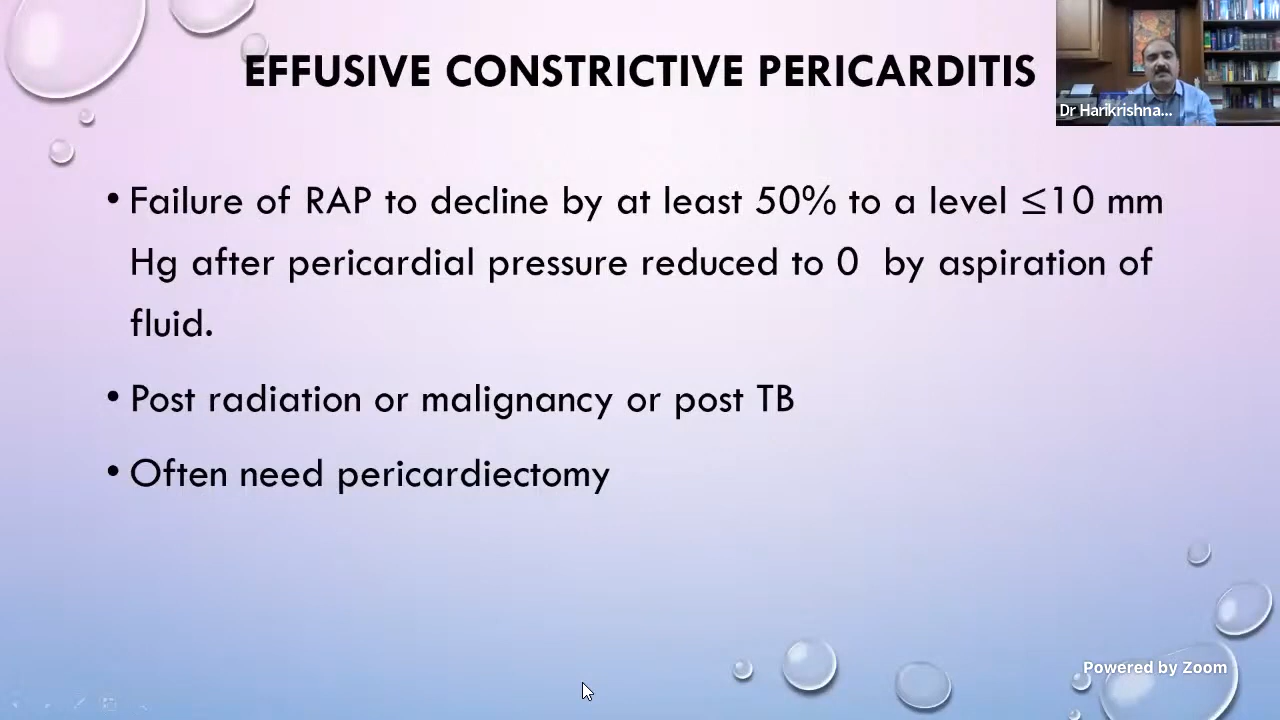 EFFUSIVE CONSTRICTIVE PERICARDITIS
Dr Harikrishna...
• Failure of RAP to decline by at least 50% to a level ≤10 mm
Hg after pericardial pressure reduced to 0 by aspiration of
fluid.
• Post radiation or malignancy or post TB
• Often need pericardiectomy
Powered by Zoom